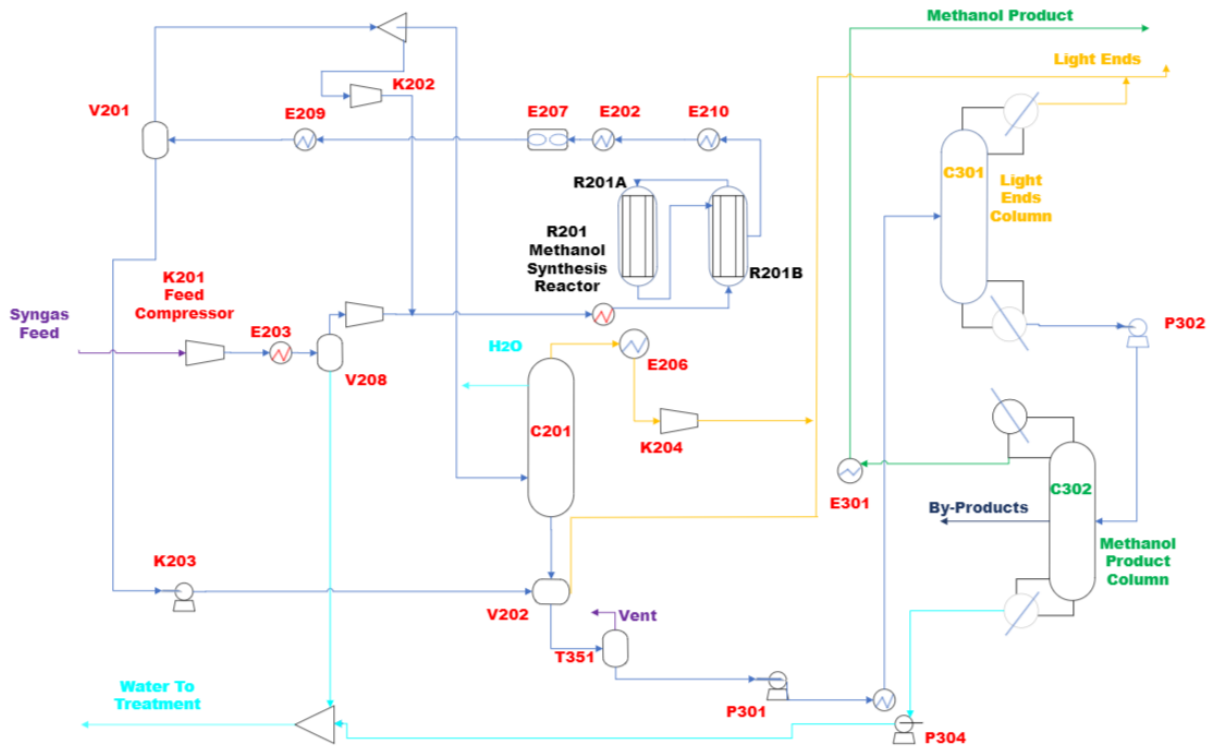 Methanol Product
Light Ends
K202
V201
E209
E207
E202
E210
C301
R201A
Light
Ends
Column
R201
Methanol
Synthesis
Reactor
R201B
K201
Feed
Compressor
Syngas
Feed
E203
P302
H2O
V208
E206
C201
K204
E301
C302
By-Products
Methanol
Product
Column
K203
V202
Vent
T351
Water To
Treatment
P301
P304